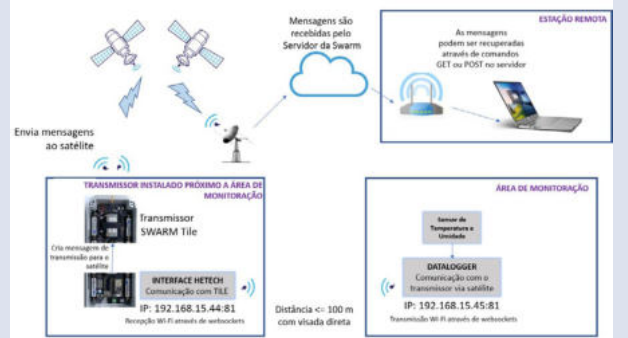 Mensagens são
recebidas pelo
Servidor da Swarm
ESTAÇÃO REMOTA
As mensagens
podem ser recuperadas
através de comandos
GET ou POST no servidor
Envia mensagens
ao satélite
TRANSMISSOR INSTALADO PRÓXIMO A ÁREA DE
MONITORAÇÃO
Transmissor
SWARM Tile
Cria mensagem de
transmissão para o
satélite
INTERFACE HETECH
Comunicação com TILE
IP: 192.168.15.44:81
Recepção WI-FI através de websockets
Distância <= 100 m
com visada direta
ÁREA DE MONITORAÇÃO
Sensor de
Temperatura e
Umidade
DATALOGGER
Comunicação com o
transmissor via satélite
IP: 192.168.15.45:81
Transmissão WI-FI através de websockets